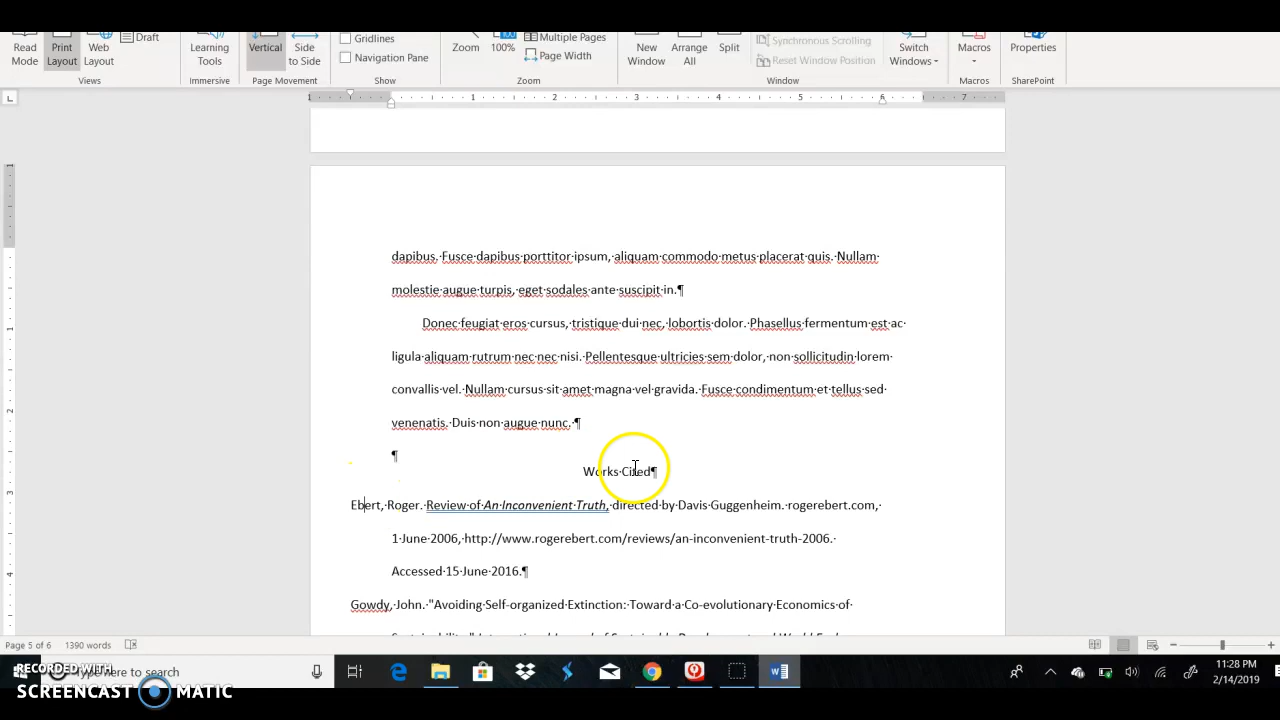 Read Mode
Print Layout
Web Layout
Draft
Views
Learning Tools
Immersive
Vertical
Side to Side
Page Movement
Gridlines
Navigation Pane
Show
Zoom
100%
Multiple Pages
Page Width
Zoom
New Window
Arrange All
Split
Synchronous Scrolling
Reset Window Position
Window
Switch Windows
Macros
Macros
Properties
SharePoint
1 1 2 3 4 5 6 7
dapibus. Fusce dapibus porttitor ipsum, aliquam commodo metus placerat quis. Nullam
molestie augue turpis, eget sodales ante suscipit in.¶
Donec feugiat eros cursus, tristique dui nec, lobortis dolor. Phasellus fermentum est ac
ligula aliquam rutrum nec nec nisi. Pellentesque ultricies sem dolor, non sollicitudin lorem
convallis vel. Nullam cursus sit amet magna vel gravida. Fusce condimentum et tellus sed
venenatis. Duis non augue nunc. ¶
¶
Works Cited¶
Ebert, Roger. Review of An Inconvenient Truth, directed by Davis Guggenheim. rogerebert.com,
1 June 2006, http://www.rogerebert.com/reviews/an-inconvenient-truth-2006.
Accessed 15 June 2016.¶
Gowdy, John. "Avoiding Self-organized Extinction: Toward a Co-evolutionary Economics of
Page 5 of 6 1390 words
RECORDED WITH
SCREENCAST MATIC
here to search
11:28 PM
2/14/2019